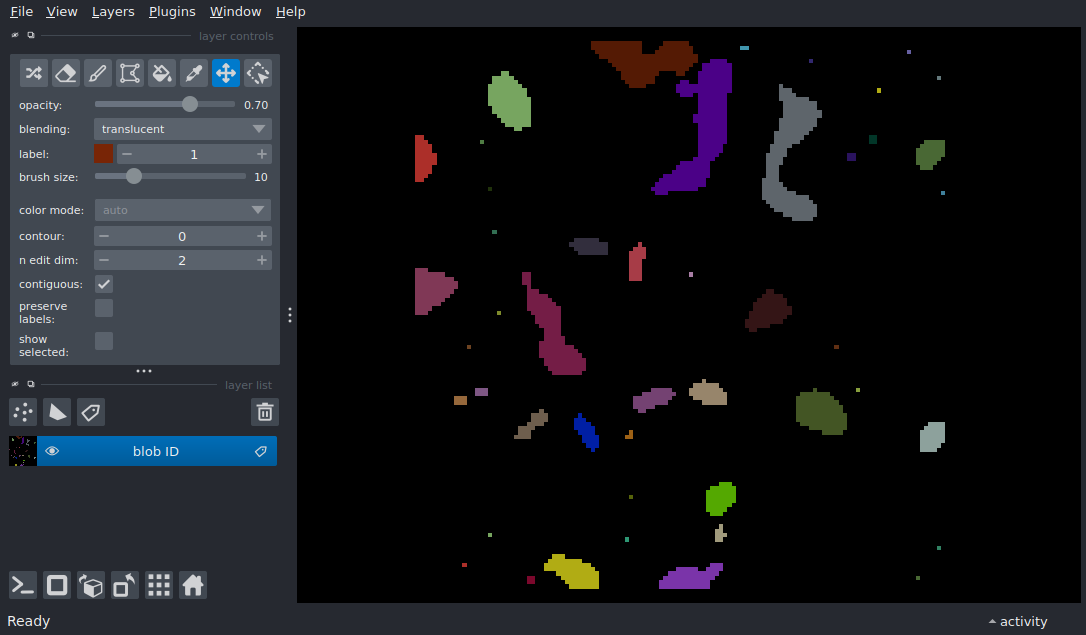 File View Layers Plugins Window Help
layer controls
opacity: 0.70
blending: translucent
label: 1
brush size: 10
color mode: auto
contour: 0
n edit dim: 2
contiguous:
preserve
labels:
show
selected:
layer list
blob ID
Ready
activity